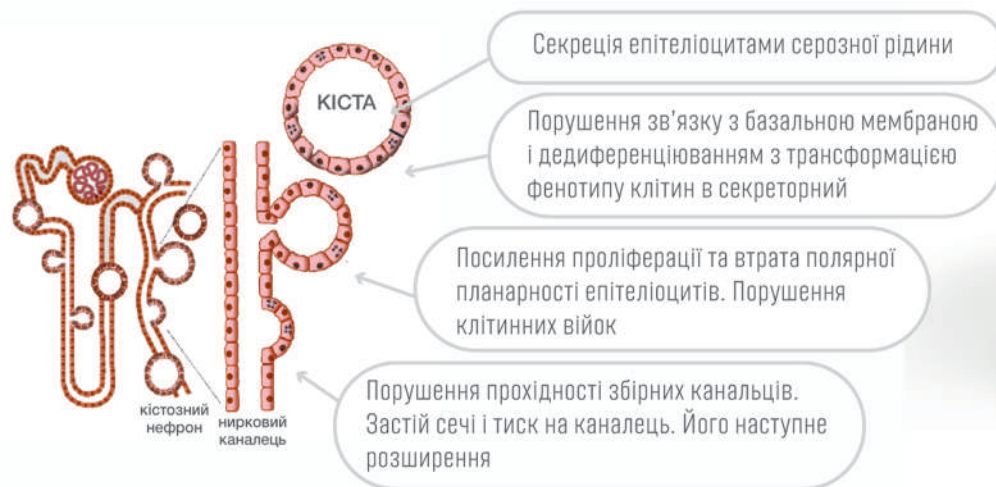 Секреція епітеліоцитами серозної рідини
КІСТА
Порушення зв’язку з базальною мембраною
і дедиференціюванням з трансформацією
фенотипу клітин в секреторний
Посилення проліферації та втрата полярної
планарності епітеліоцитів. Порушення
клітинних війок
Порушення прохідності збірних канальців.
Застій сечі і тиск на каналец. Його наступне
розширення
кістозний
нефрон
нирковий
каналець